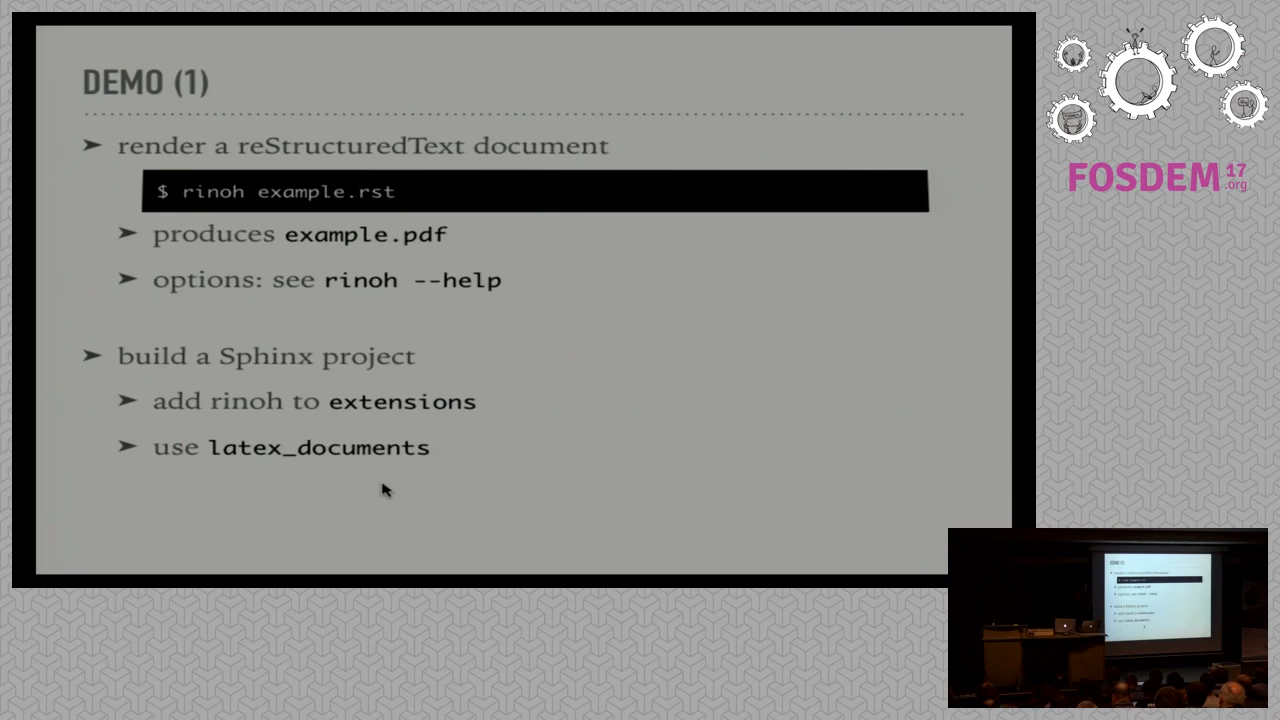 DEMO (1)
➤ render a reStructuredText document
$ rinoh example.rst
➤ produces example.pdf
➤ options: see rinoh --help
➤ build a Sphinx project
➤ add rinoh to extensions
➤ use latex_documents
FOSDEM 17
.org